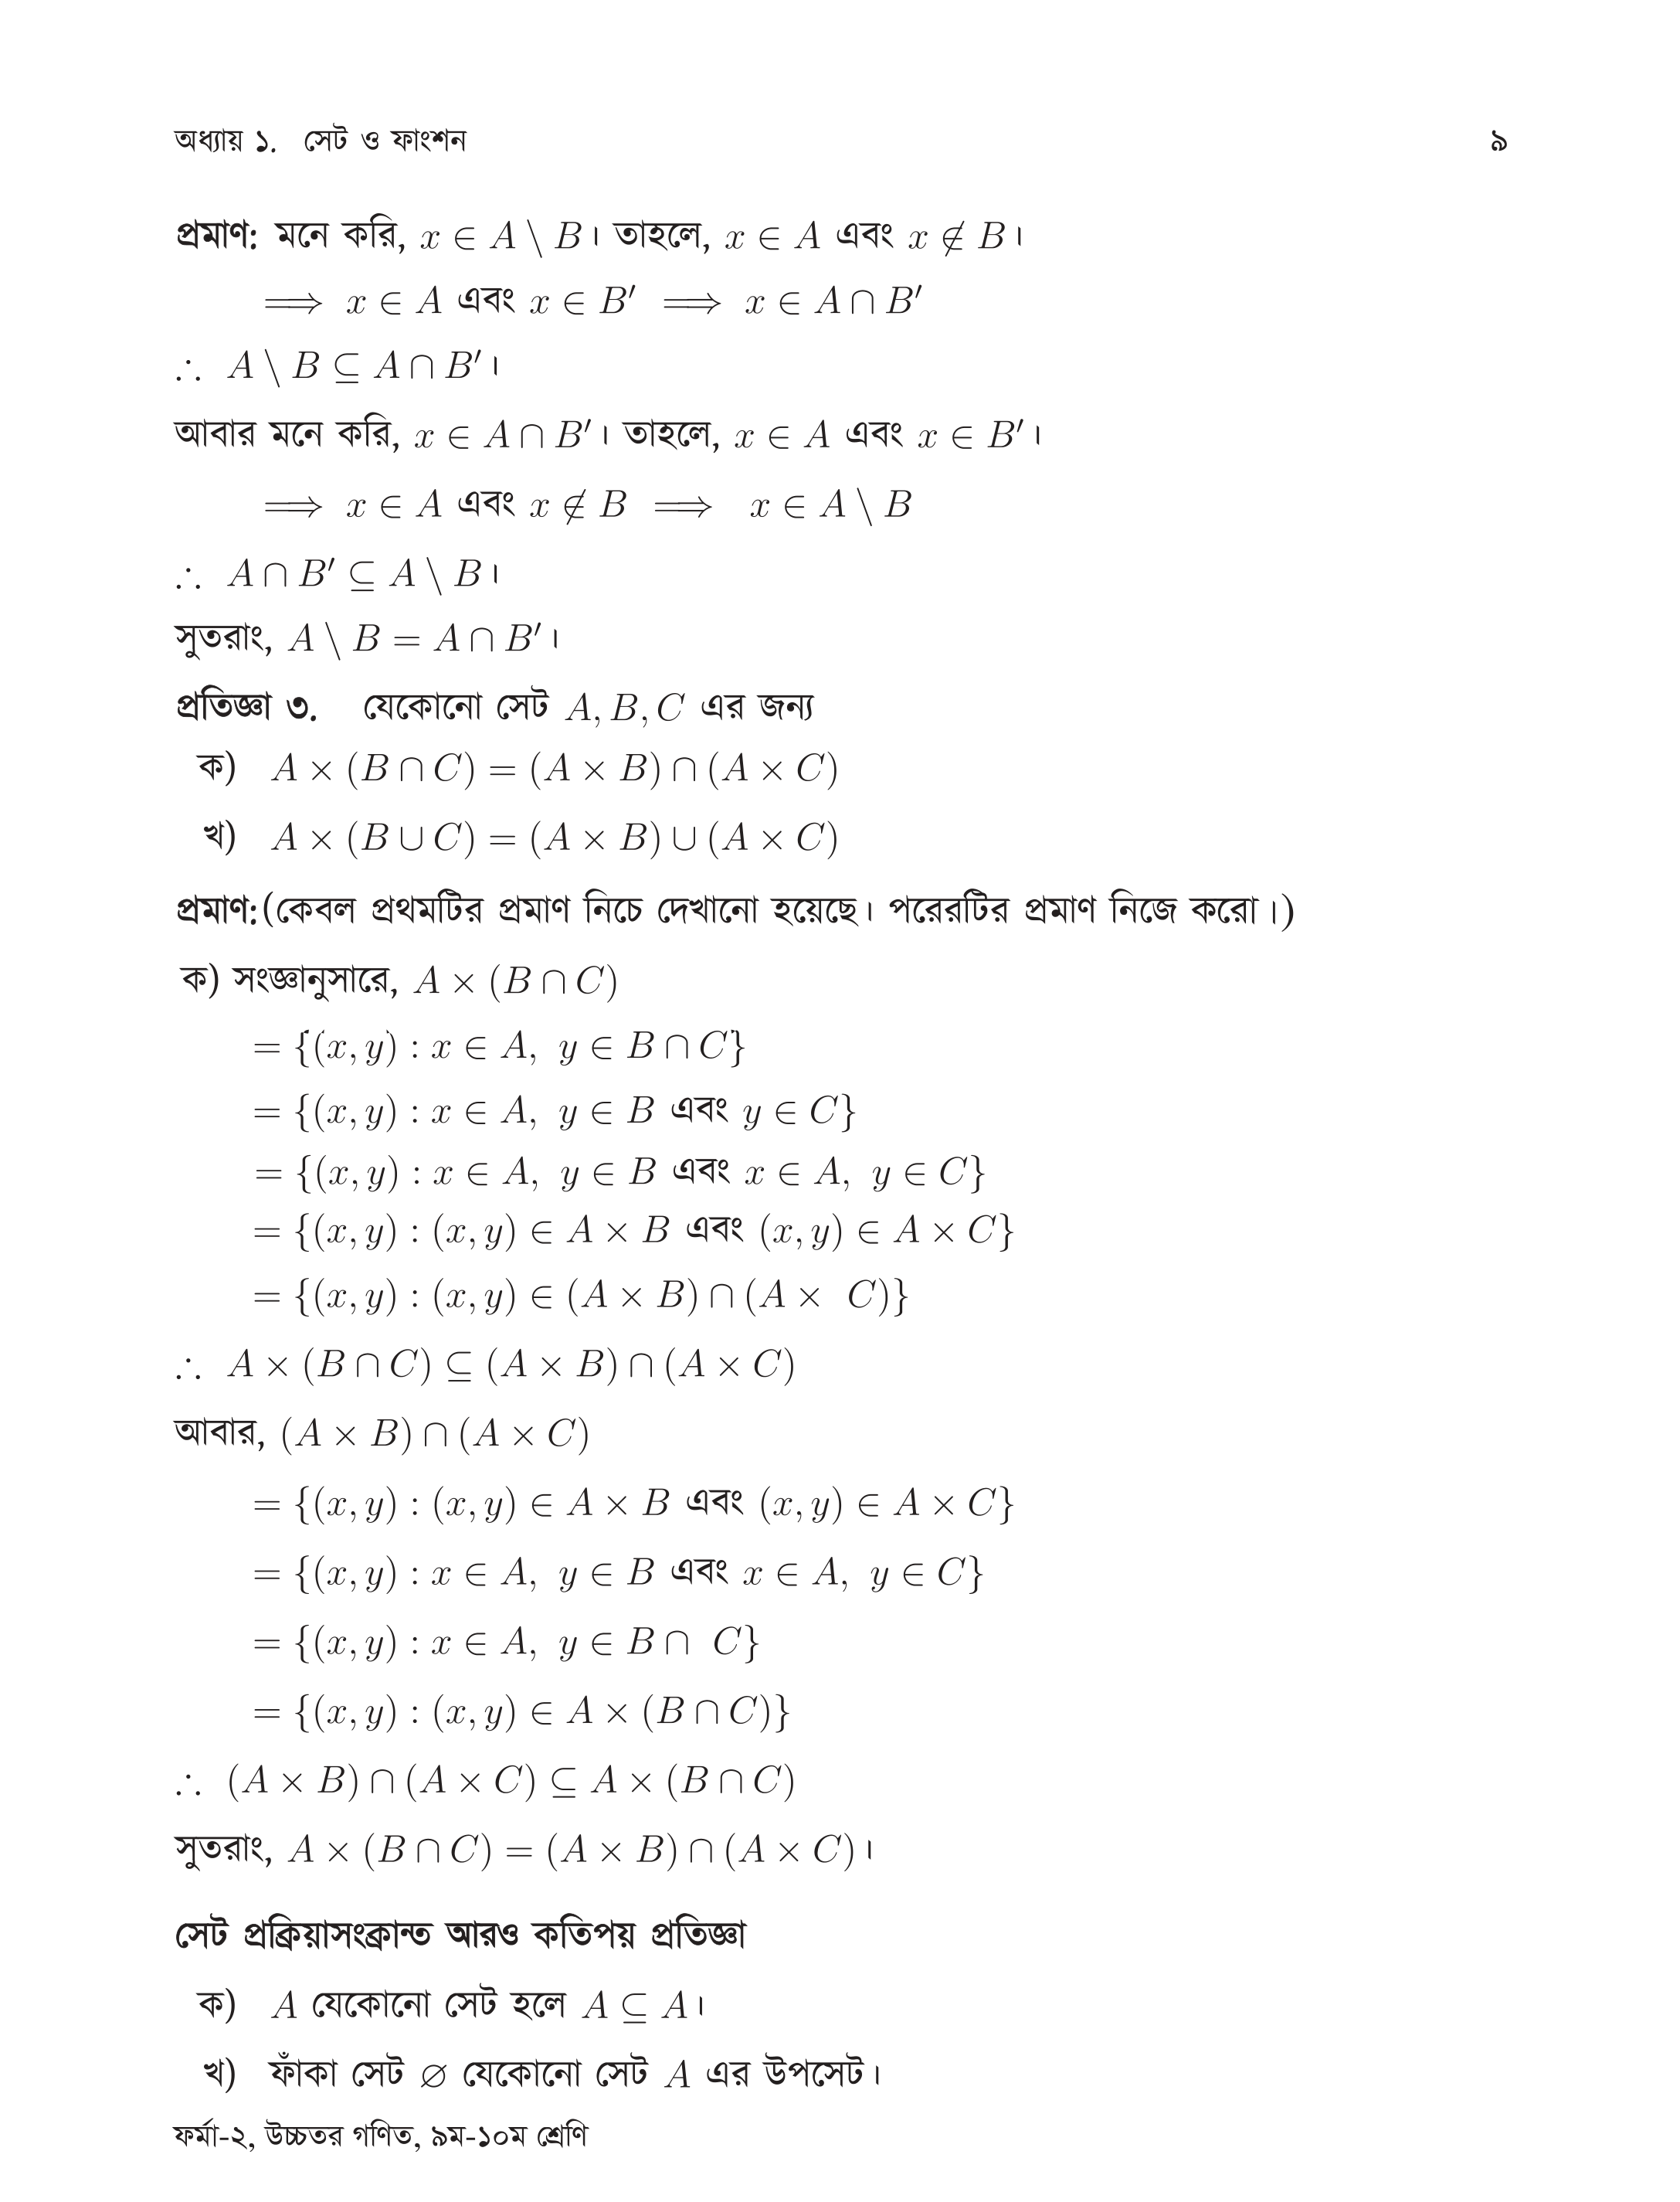 অধ্যায় ১. সেট ও ফাংশন ৯
প্রমাণ: মনে করি, x ∈ A \ B। তাহলে, x ∈ A এবং x ∉ B।
⟹ x ∈ A এবং x ∈ B′ ⟹ x ∈ A ∩ B′
∴ A \ B ⊆ A ∩ B′।
আবার মনে করি, x ∈ A ∩ B′। তাহলে, x ∈ A এবং x ∈ B′।
⟹ x ∈ A এবং x ∉ B ⟹ x ∈ A \ B
∴ A ∩ B′ ⊆ A \ B।
সুতরাং, A \ B = A ∩ B′।
প্রতিজ্ঞা ৩. যেকোনো সেট A, B, C এর জন্য
ক) A × (B ∩ C) = (A × B) ∩ (A × C)
খ) A × (B ∪ C) = (A × B) ∪ (A × C)
প্রমাণ:(কেবল প্রথমটির প্রমাণ নিচে দেখানো হয়েছে। পরেরটির প্রমাণ নিজে করো।)
ক) সংজ্ঞানুসারে, A × (B ∩ C)
= {(x, y) : x ∈ A, y ∈ B ∩ C}
= {(x, y) : x ∈ A, y ∈ B এবং y ∈ C}
= {(x, y) : x ∈ A, y ∈ B এবং x ∈ A, y ∈ C}
= {(x, y) : (x, y) ∈ A × B এবং (x, y) ∈ A × C}
= {(x, y) : (x, y) ∈ (A × B) ∩ (A × C)}
∴ A × (B ∩ C) ⊆ (A × B) ∩ (A × C)
আবার, (A × B) ∩ (A × C)
= {(x, y) : (x, y) ∈ A × B এবং (x, y) ∈ A × C}
= {(x, y) : x ∈ A, y ∈ B এবং x ∈ A, y ∈ C}
= {(x, y) : x ∈ A, y ∈ B ∩ C}
= {(x, y) : (x, y) ∈ A × (B ∩ C)}
∴ (A × B) ∩ (A × C) ⊆ A × (B ∩ C)
সুতরাং, A × (B ∩ C) = (A × B) ∩ (A × C)।
সেট প্রক্রিয়াসংক্রান্ত আরও কতিপয় প্রতিজ্ঞা
ক) A যেকোনো সেট হলে A ⊆ A।
খ) ফাঁকা সেট ∅ যেকোনো সেট A এর উপসেট।
ফর্মা-২, উচ্চতর গণিত, ৯ম-১০ম শ্রেণি